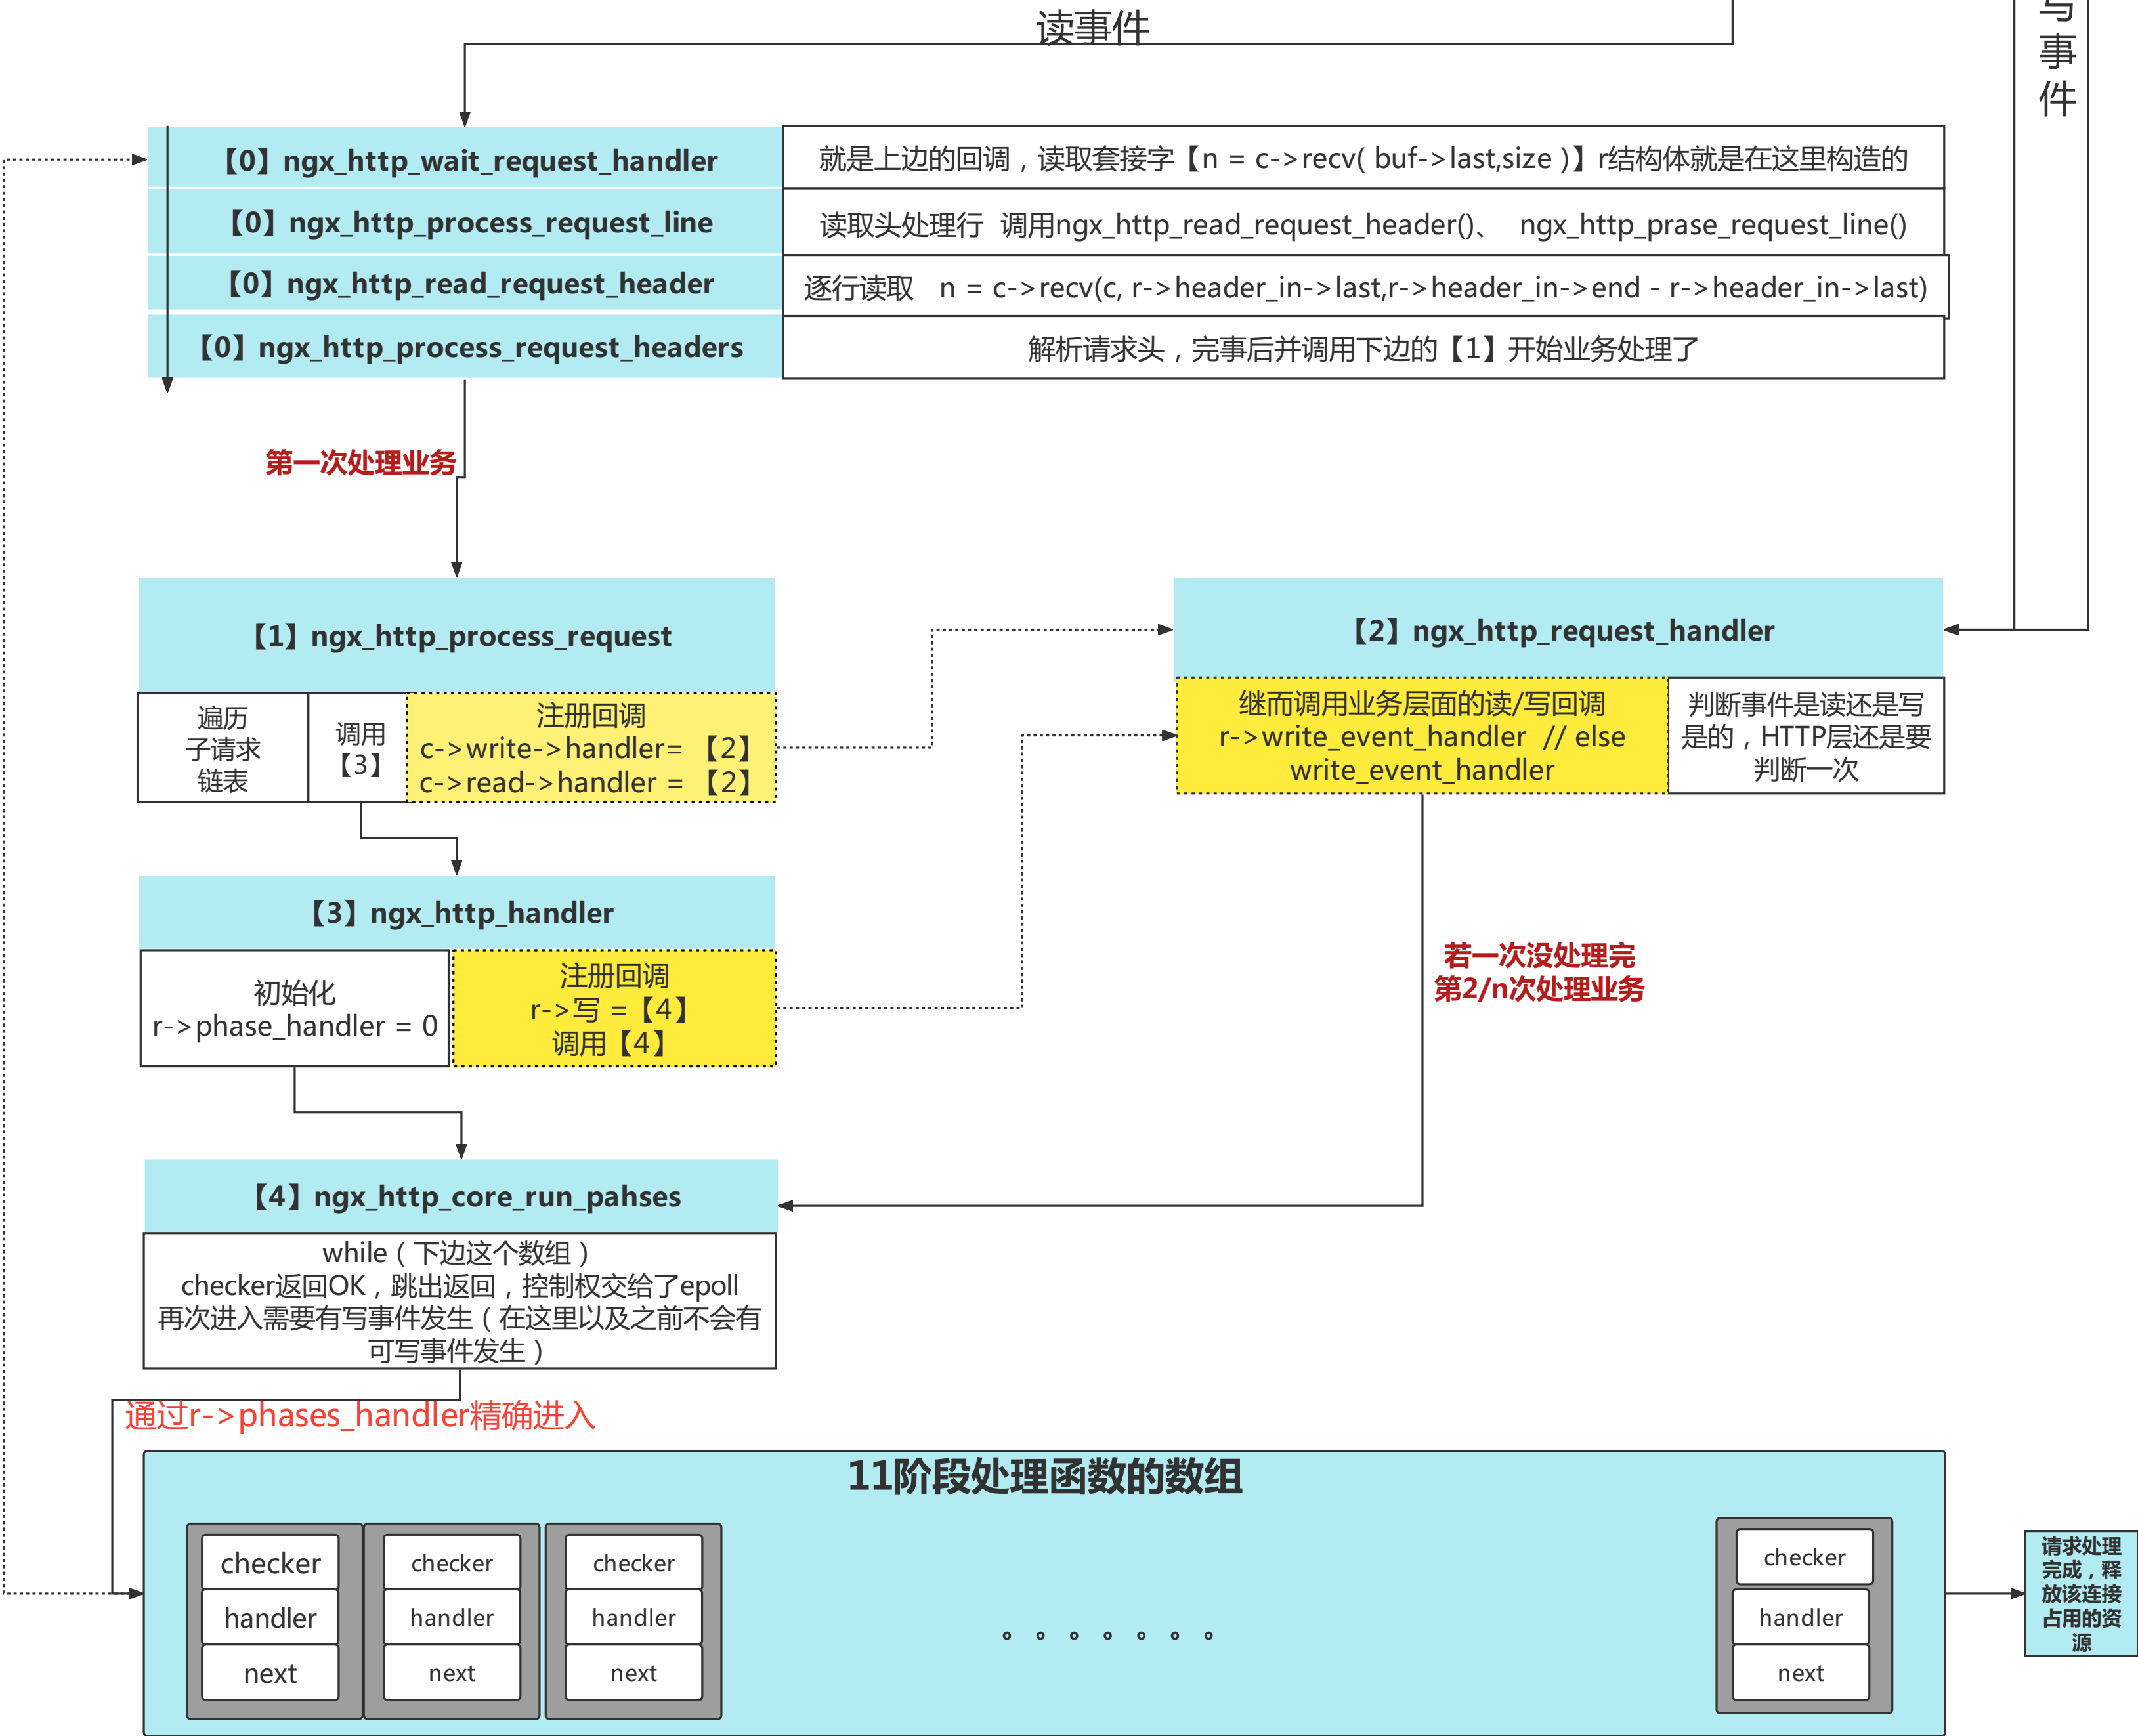 读事件
写
事
件
【0】ngx_http_wait_request_handler
就是上边的回调，读取套接字【n = c->recv( buf->last,size )】r结构体就是在这里构造的
【0】ngx_http_process_request_line
读取头处理行 调用ngx_http_read_request_header()、 ngx_http_prase_request_line()
【0】ngx_http_read_request_header
逐行读取 n = c->recv(c, r->header_in->last,r->header_in->end - r->header_in->last)
【0】ngx_http_process_request_headers
解析请求头，完事后并调用下边的【1】开始业务处理了
第一次处理业务
【1】ngx_http_process_request
遍历
子请求
链表
调用
【3】
注册回调
c->write->handler= 【2】
c->read->handler = 【2】
【2】ngx_http_request_handler
继而调用业务层面的读/写回调
r->write_event_handler // else
write_event_handler
判断事件是读还是写
是的，HTTP层还是要
判断一次
【3】ngx_http_handler
初始化
r->phase_handler = 0
注册回调
r->写 =【4】
调用【4】
若一次没处理完
第2/n次处理业务
【4】ngx_http_core_run_pahses
while（下边这个数组）
checker返回OK，跳出返回，控制权交给了epoll
再次进入需要有写事件发生（在这里以及之前不会有
可写事件发生）
通过r->phases_handler精确进入
11阶段处理函数的数组
checker
handler
next
checker
handler
next
checker
handler
next
。。。。。。。
checker
handler
next
请求处理
完成，释
放该连接
占用的资
源